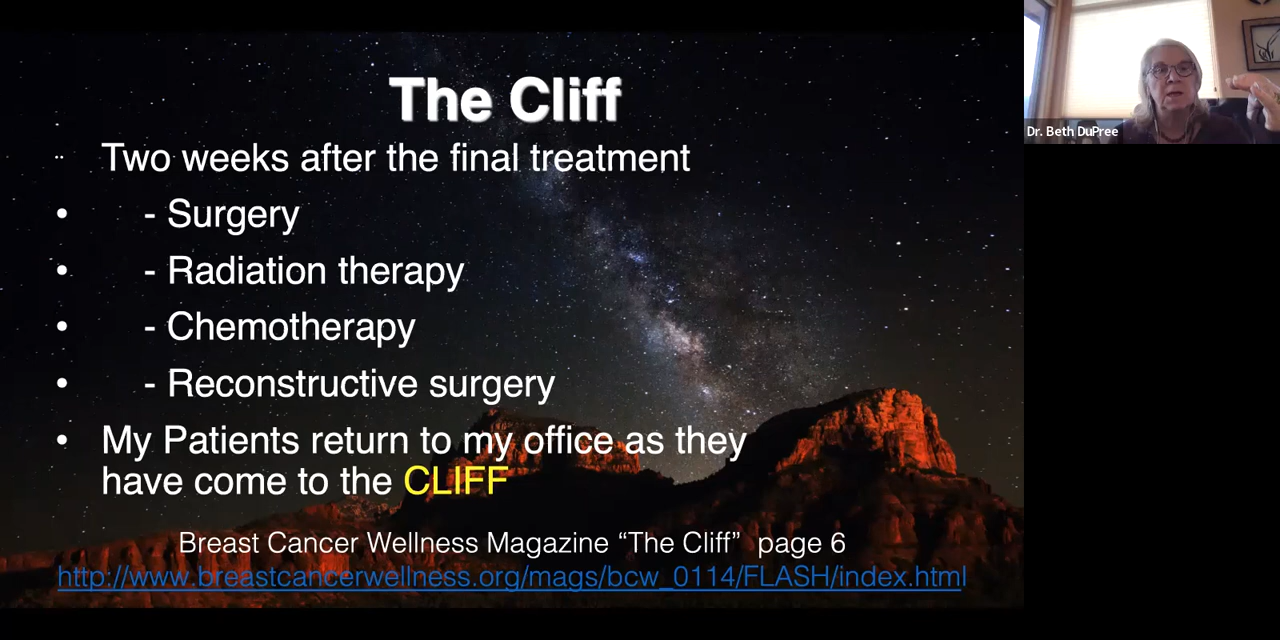 The Cliff
Two weeks after the final treatment
- Surgery
- Radiation therapy
- Chemotherapy
- Reconstructive surgery
My Patients return to my office as they
have come to the CLIFF
Breast Cancer Wellness Magazine “The Cliff” page 6
http://www.breastcancerwellness.org/mags/bcw_0114/FLASH/index.html
Dr. Beth DuPree